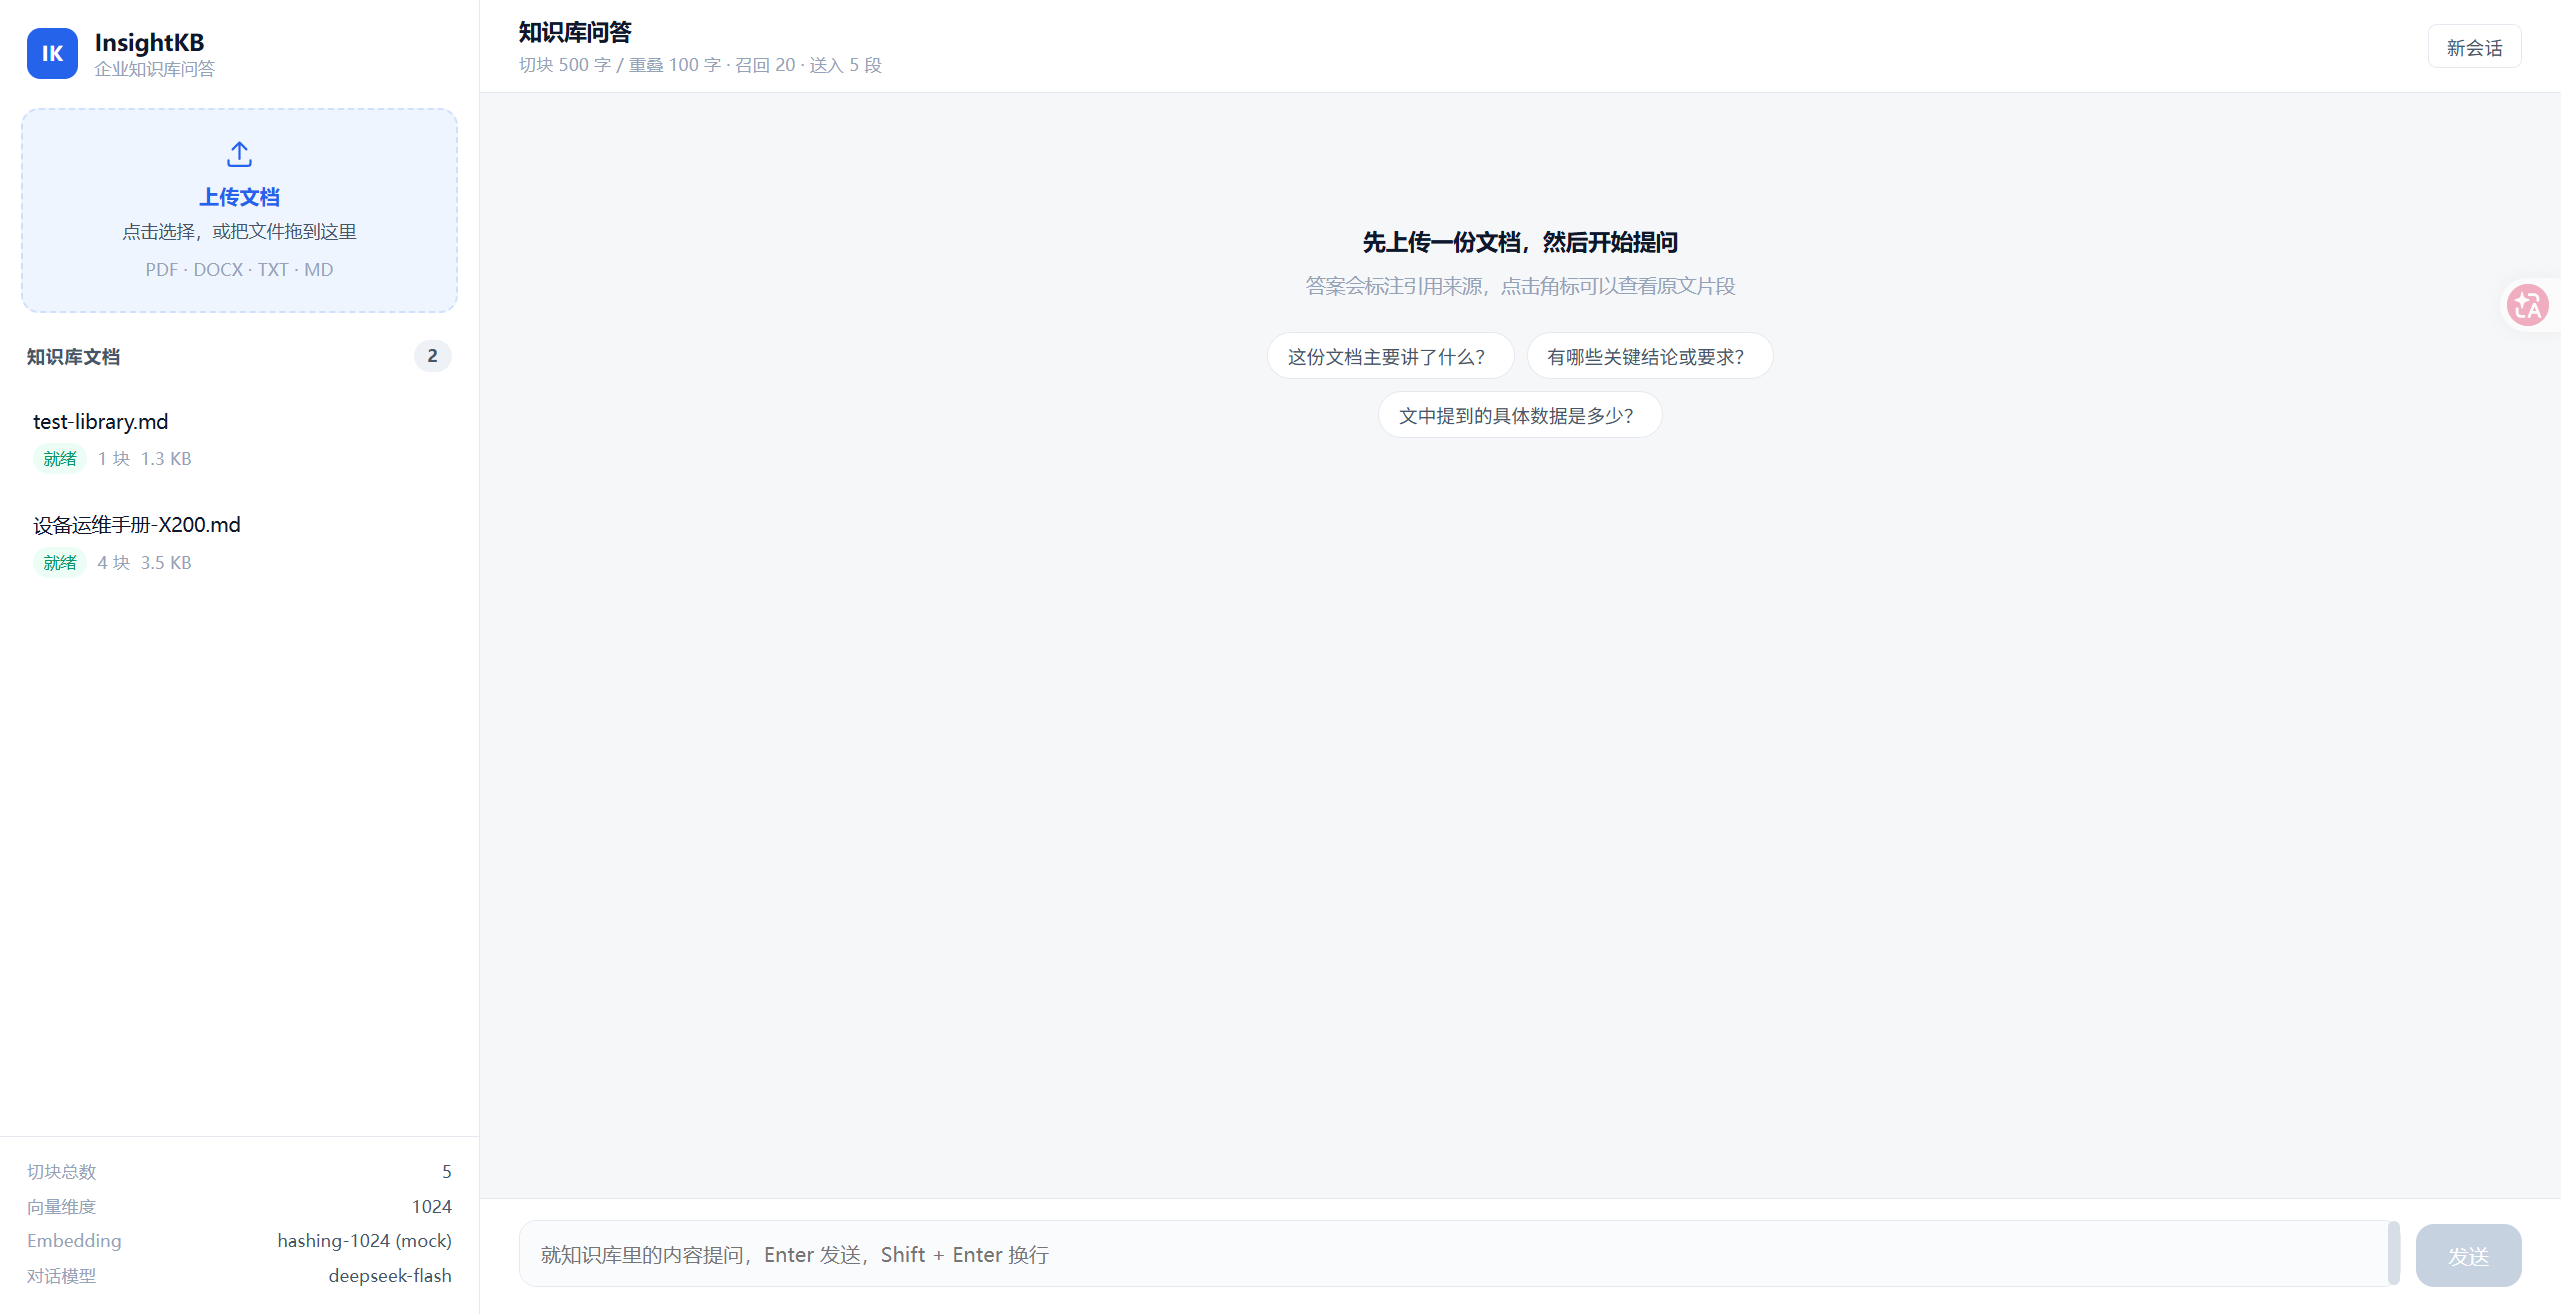 IK
InsightKB
企业知识库问答
上传文档
点击选择，或把文件拖到这里
PDF · DOCX · TXT · MD
知识库文档
2
test-library.md
就绪 1 块 1.3 KB
设备运维手册-X200.md
就绪 4 块 3.5 KB
切块总数 5
向量维度 1024
Embedding hashing-1024 (mock)
对话模型 deepseek-flash
知识库问答
切块 500 字 / 重叠 100 字 · 召回 20 · 送入 5 段
新会话
先上传一份文档，然后开始提问
答案会标注引用来源，点击角标可以查看原文片段
这份文档主要讲了什么？ 有哪些关键结论或要求？
文中提到的具体数据是多少？
就知识库里的内容提问，Enter 发送，Shift + Enter 换行
发送